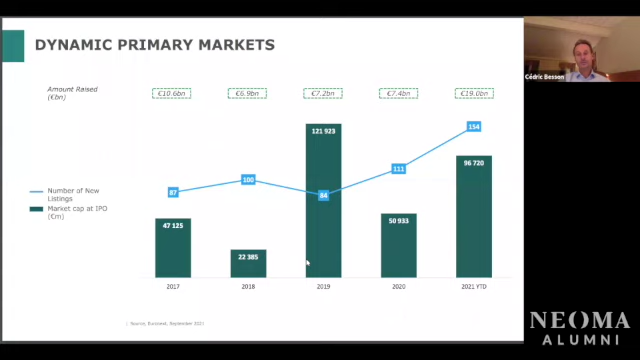 DYNAMIC PRIMARY MARKETS
Cédric Besson
Amount Raised
(€bn)
€10.6bn
€6.9bn
€7.2bn
€7.4bn
€19.0bn
121 923
154
96 720
111
100
87
84
Number of New
Listings
Market cap at IPO
(€m)
47 125
22 385
50 933
2017
2018
2019
2020
2021 YTD
Source, Euronext, September 2021
NEOMA
ALUMNI